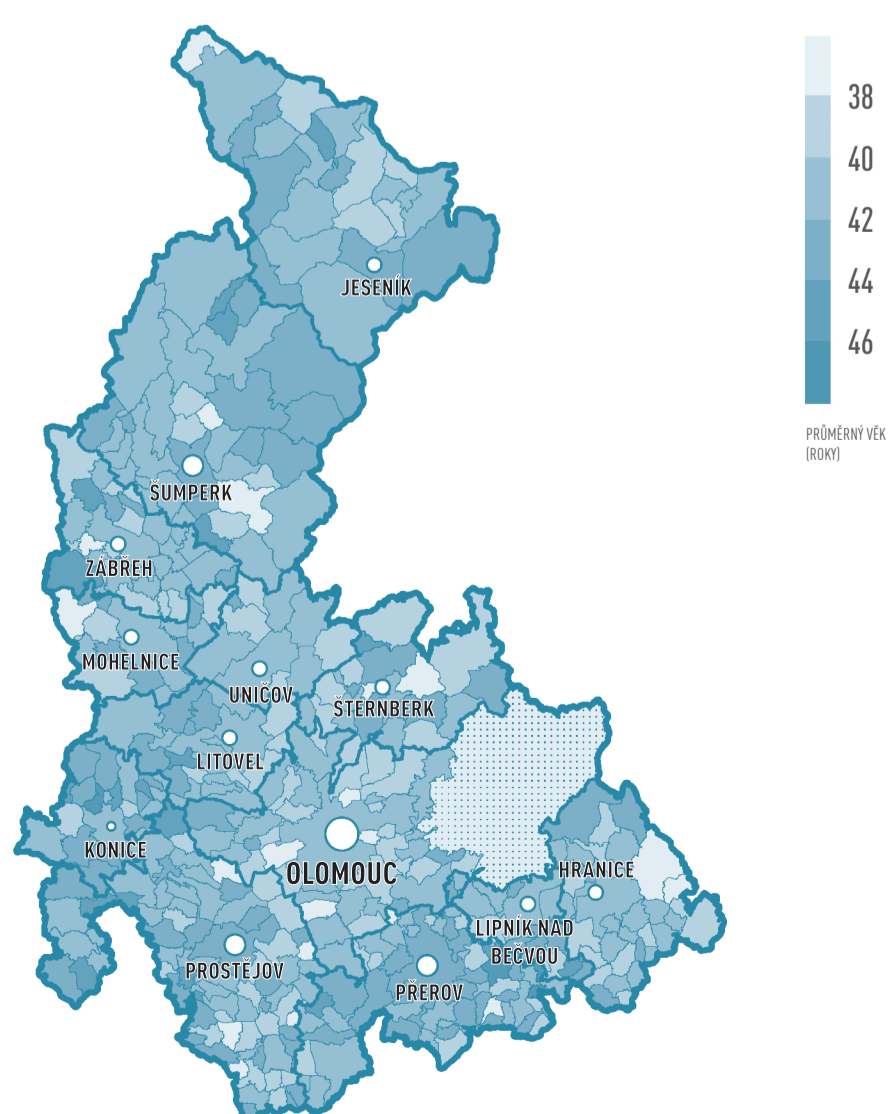 38
40
42
44
46
PRŮMĚRNÝ VĚK
(ROKY)
JESENÍK
ŠUMPERK
ZÁBŘEH
MOHELNICE
UNIČOV
ŠTERNBERK
LITOVEL
KONICE
OLOMOUC
HRANICE
LIPNÍK NAD
BEČVOU
PROSTĚJOV
PŘEROV